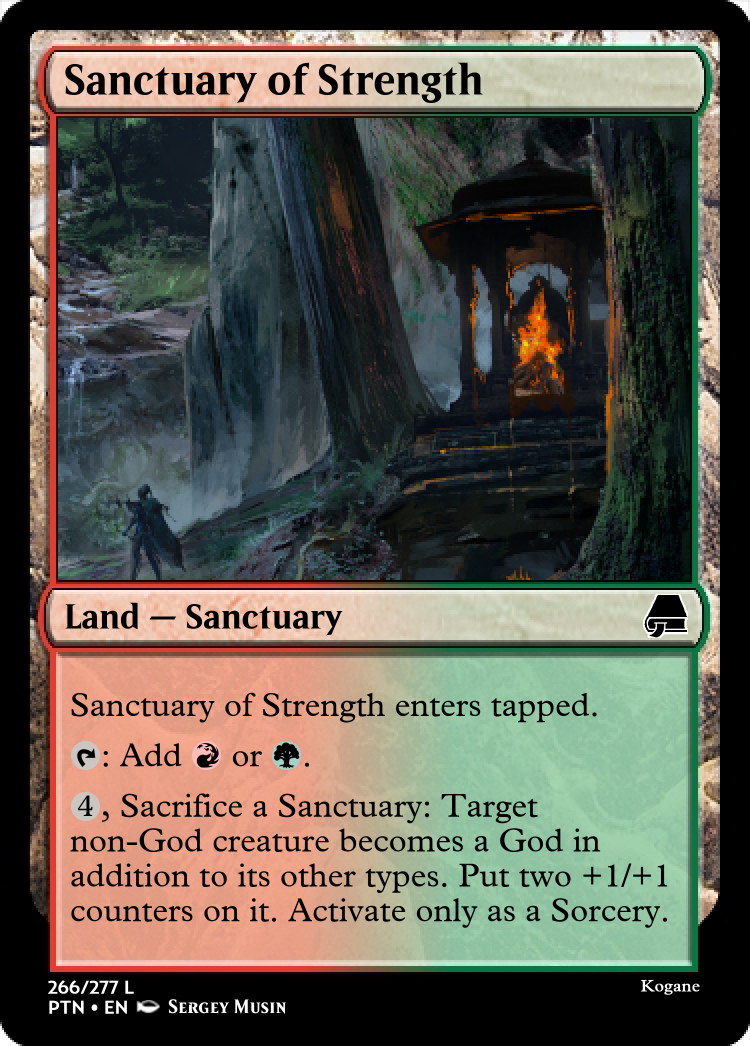 Sanctuary of Strength
Land — Sanctuary
Sanctuary of Strength enters tapped.
: Add or .
4, Sacrifice a Sanctuary: Target
non-God creature becomes a God in
addition to its other types. Put two +1/+1
counters on it. Activate only as a Sorcery.
266/277 L
PTN • EN Sergey Musin
Kogane